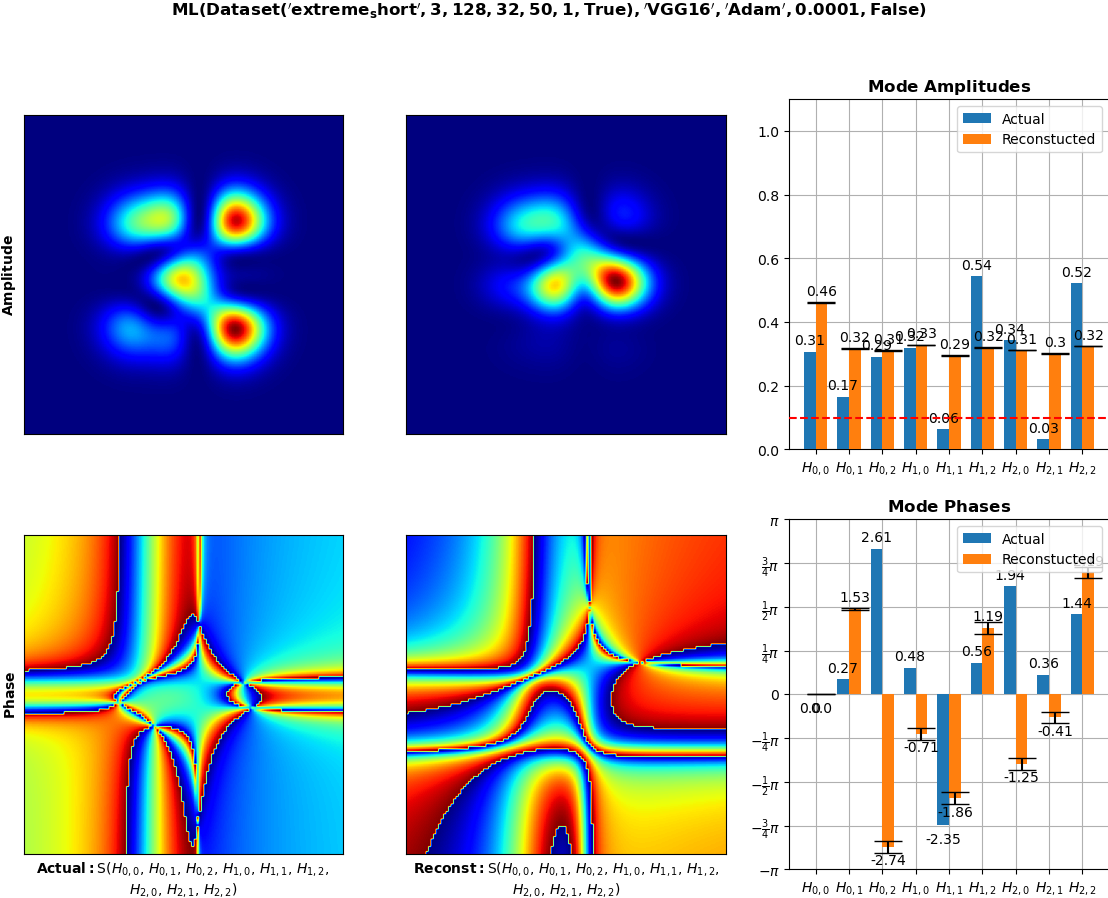 ML(Dataset('extreme_short', 3, 128, 32, 50, 1, True), 'VGG16', 'Adam', 0.0001, False)
Mode Amplitudes
Actual
Reconstucted
1.0
0.8
0.6
0.4
0.2
0.0
0.31
0.46
0.17
0.32
0.29
0.31
0.32
0.33
0.06
0.29
0.54
0.32
0.34
0.31
0.03
0.3
0.52
0.32
H0,0 H0,1 H0,2 H1,0 H1,1 H1,2 H2,0 H2,1 H2,2
Amplitude
Mode Phases
Actual
Reconstucted
π
3/4π
1/2π
1/4π
0
−1/4π
−1/2π
−3/4π
−π
0.0
0.0
0.27
1.53
2.61
-2.74
0.48
-0.71
-2.35
-1.86
0.56
1.19
1.94
-1.25
0.36
-0.41
1.44
H0,0 H0,1 H0,2 H1,0 H1,1 H1,2 H2,0 H2,1 H2,2
Phase
Actual: S(H0,0, H0,1, H0,2, H1,0, H1,1, H1,2,
H2,0, H2,1, H2,2)
Reconst: S(H0,0, H0,1, H0,2, H1,0, H1,1, H1,2,
H2,0, H2,1, H2,2)